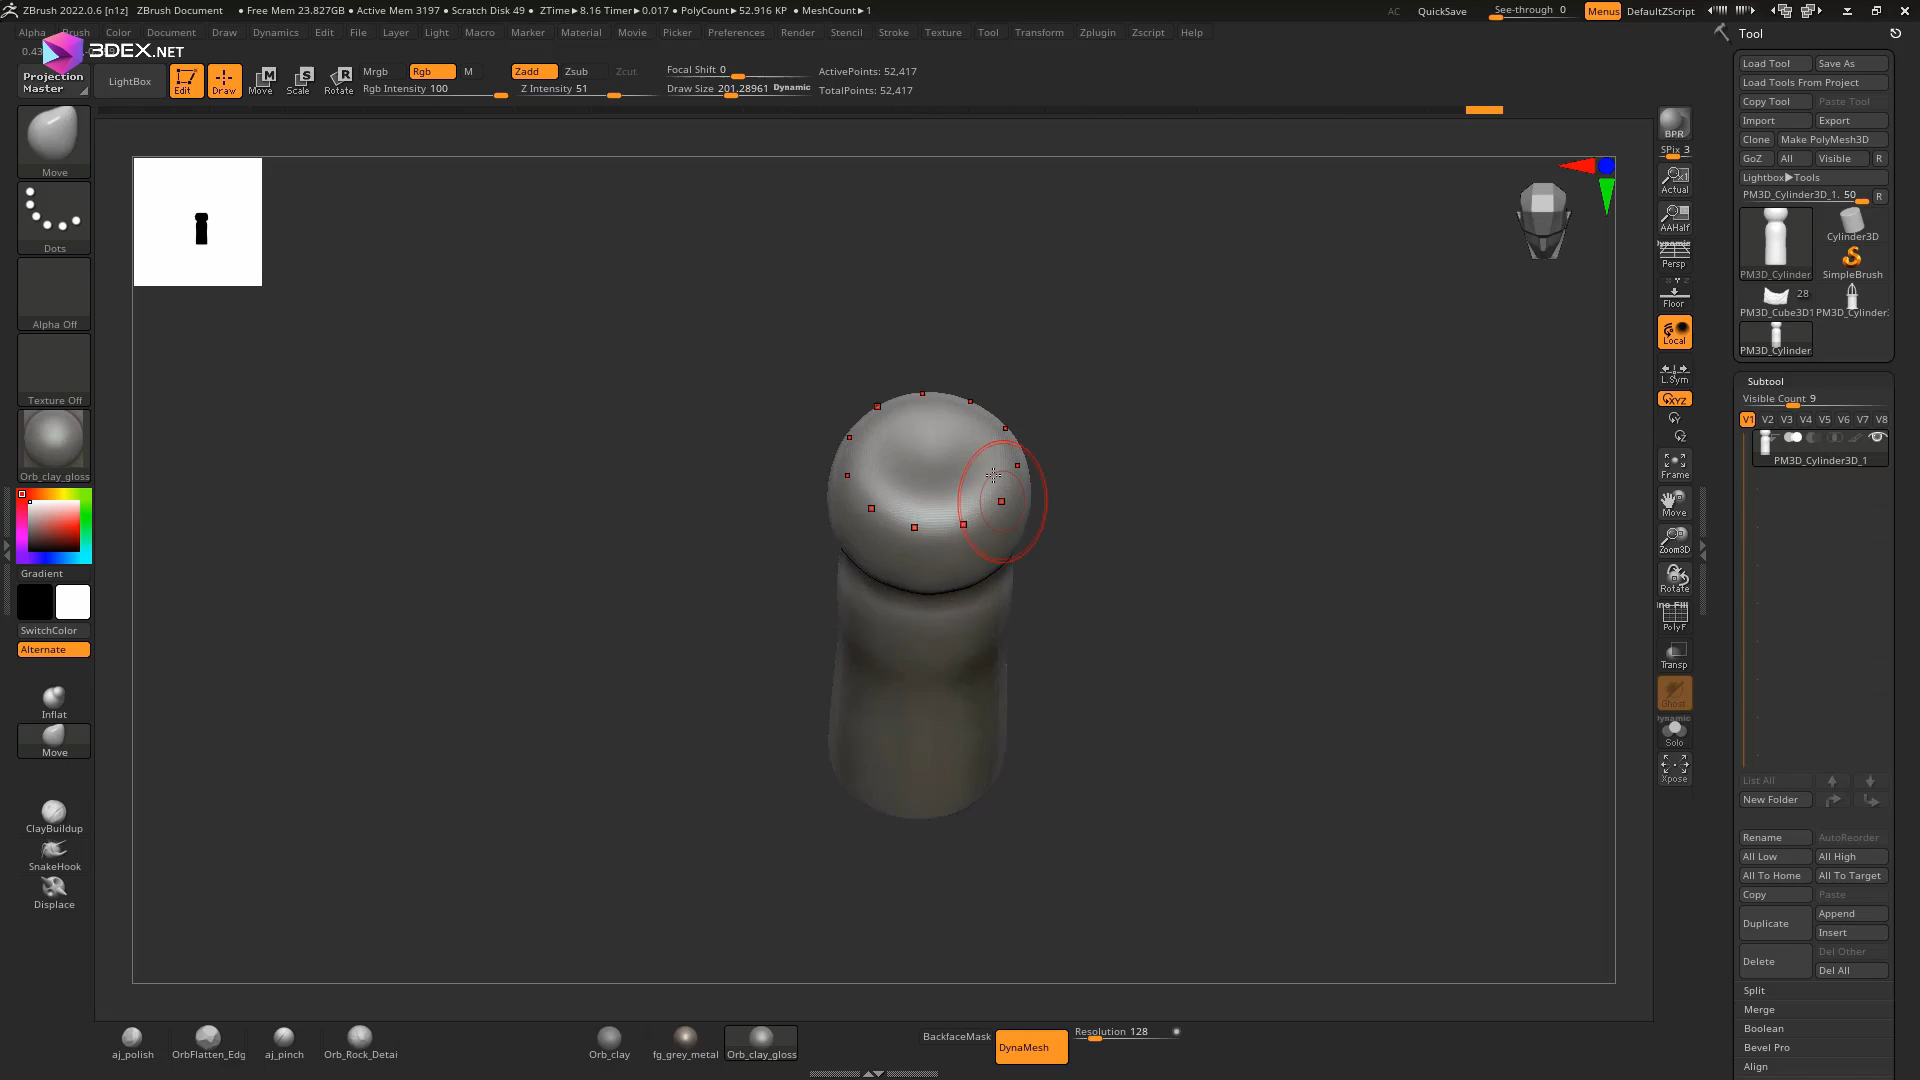 ZBrush 2022.0.6 [n1z] ZBrush Document • Free Mem 23.827GB • Active Mem 3197 • Scratch Disk 49 • ZTime►8.16 Timer►0.017 • PolyCount►52.916 KP • MeshCount►1 AC QuickSave See-through 0 Menus DefaultZScript
Alpha Brush Color Document Draw Dynamics Edit File Layer Light Macro Marker Material Movie Picker Preferences Render Stencil Stroke Texture Tool Transform Zplugin Zscript Help
3DEX.NET
Projection Master
LightBox
Edit
Draw
Move
Scale
Rotate
Mrgb Rgb M
Rgb Intensity 100
Zadd Zsub Zcut
Z Intensity 51
Focal Shift 0
Draw Size 201.28961 Dynamic
ActivePoints: 52,417
TotalPoints: 52,417
Move
Dots
Alpha Off
Texture Off
Orb_clay_gloss
Gradient
SwitchColor
Alternate
Inflat
Move
ClayBuildup
SnakeHook
Displace
aj_polish
OrbFlatten_Edg
aj_pinch
Orb_Rock_Detai
Orb_clay
fg_grey_metal
Orb_clay_gloss
BackfaceMask
DynaMesh
Resolution 128
BPR
SPix 3
Actual
AAHalf
Dynamic
Persp
Floor
Local
L.Sym
XYZ
Frame
Move
Zoom3D
Rotate
PolyF
Transp
Ghost
Dynamic
Solo
Xpose
Tool
Load Tool Save As
Load Tools From Project
Copy Tool Paste Tool
Import Export
Clone Make PolyMesh3D
GoZ All Visible R
Lightbox►Tools
PM3D_Cylinder3D_1. 50 R
PM3D_Cylinder
Cylinder3D
SimpleBrush
28
PM3D_Cube3D1 PM3D_Cylinder.
PM3D_Cylinder
Subtool
Visible Count 9
V1 V2 V3 V4 V5 V6 V7 V8
PM3D_Cylinder3D_1
List All
New Folder
Rename AutoReorder
All Low All High
All To Home All To Target
Copy Paste
Duplicate Append
Insert
Delete Del Other
Del All
Split
Merge
Boolean
Bevel Pro
Align